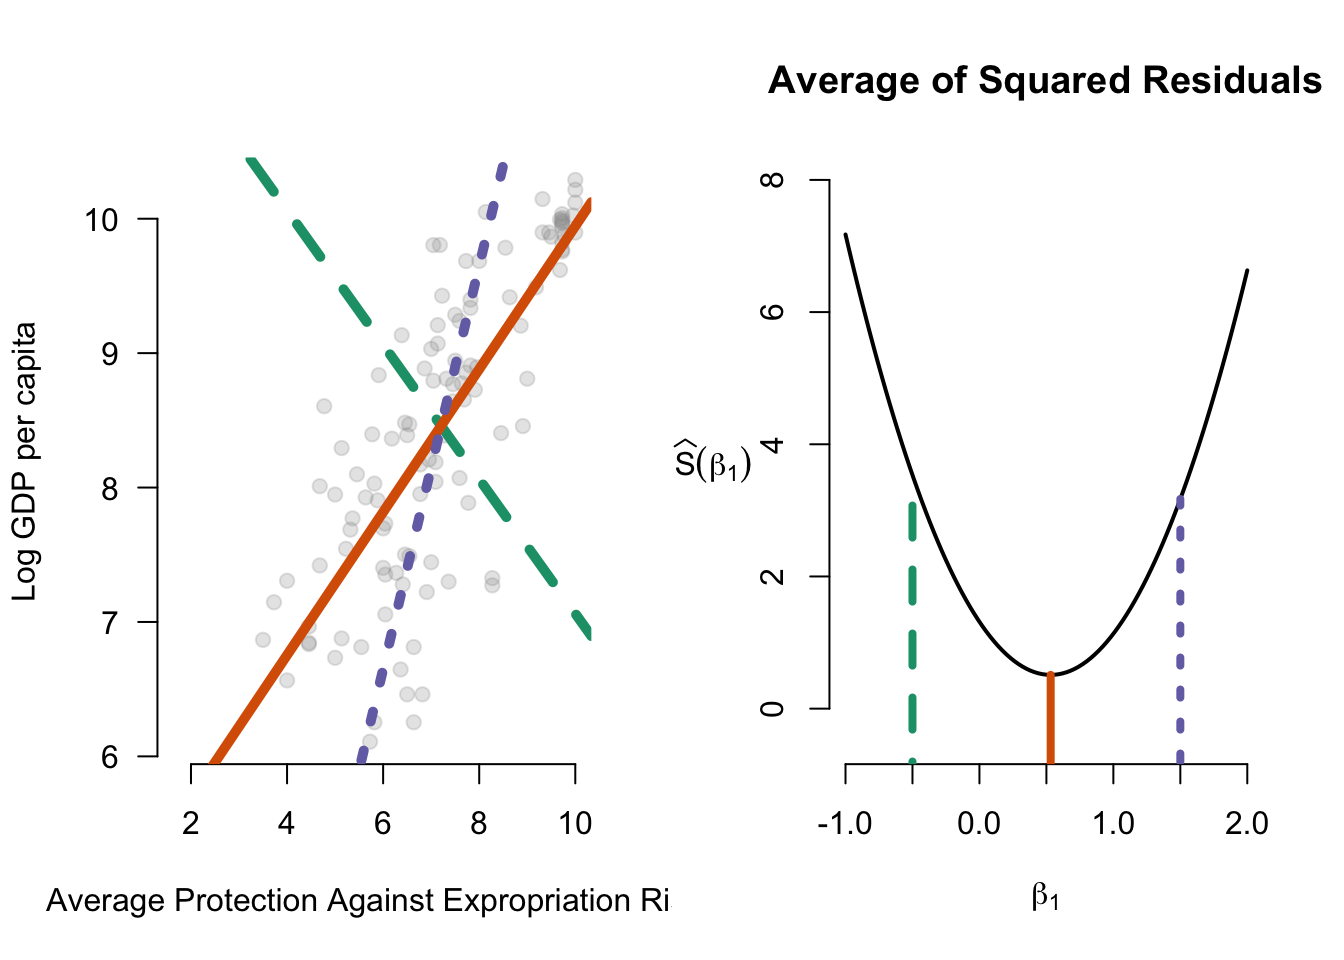 Log GDP per capita
10
9
8
7
6
2 4 6 8 10
Average Protection Against Expropriation Ri
Average of Squared Residuals
Ŝ(β₁)
8
6
4
2
0
-1.0 0.0 1.0 2.0
β₁